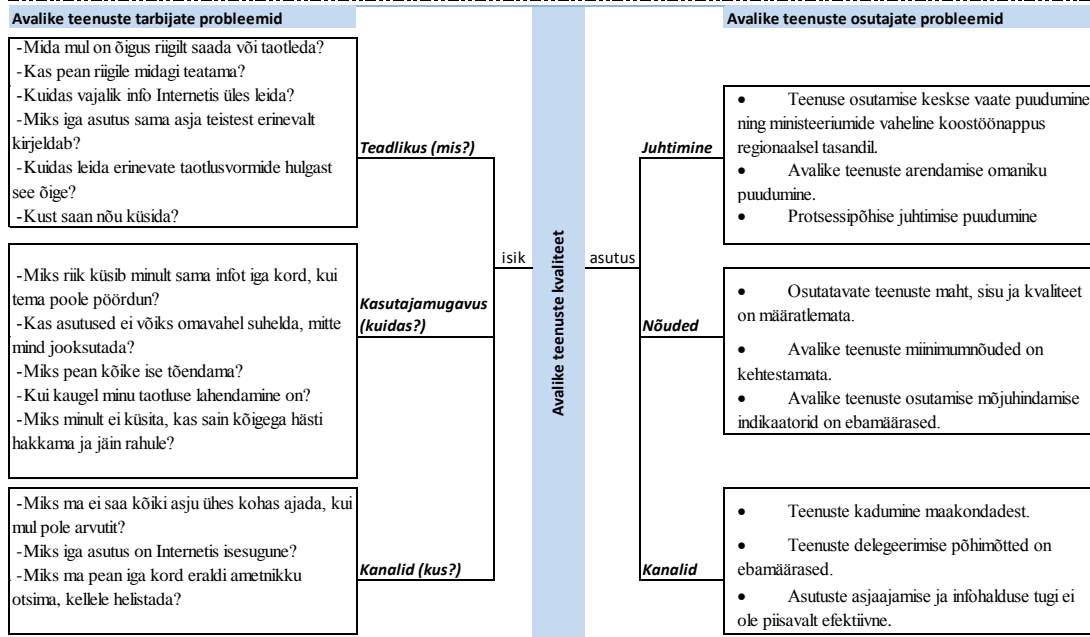 Avalike teenuste tarbijate probleemid
-Mida mul on õigus riigilt saada või taotleda?
-Kas pean riigile midagi teatama?
-Kuidas vajalik info Internetis üles leida?
-Miks iga asutus sama asja teistest erinevalt
kirjeldab?
-Kuidas leida erinevate taotlusvormide hulgast
see õige?
-Kust saan nõu küsida?
Teadlikus (mis?)
-Miks riik küsib minult sama infot iga kord, kui
tema poole pöördun?
-Kas asutused ei võiks omavahel suhelda, mitte
mind jooksutada?
-Miks pean kõike ise tõendama?
-Kui kaugel minu taotluse lahendamine on?
-Miks minult ei küsita, kas sain kõigega hästi
hakkama ja jäin rahule?
Kasutajamugavus
(kuidas?)
-Miks ma ei saa kõiki asju ühes kohas ajada, kui
mul pole arvutit?
-Miks iga asutus on Internetis isesugune?
-Miks ma pean iga kord eraldi ametnikku
otsima, kellele helistada?
Kanalid (kus?)
isik
Avalike teenuste kvaliteet
asutus
Avalike teenuste osutajate probleemid
Juhtimine
• Teenuse osutamise keskse vaate puudumine
ning ministeeriumide vaheline koostöönappus
regionaalsel tasandil.
• Avalike teenuste arendamise omaniku
puudumine.
• Protsessipõhise juhtimise puudumine
Nõuded
• Osutatavate teenuste maht, sisu ja kvaliteet
on määratlemata.
• Avalike teenuste miinimumnõuded on
kehtestamata.
• Avalike teenuste osutamise mõjuhindamise
indikaatorid on ebamäärased.
Kanalid
• Teenuste kadumine maakondadest.
• Teenuste delegeerimise põhimõtted on
ebamäärased.
• Asutuste asjaajamise ja infohalduse tugi ei
ole piisavalt efektiivne.